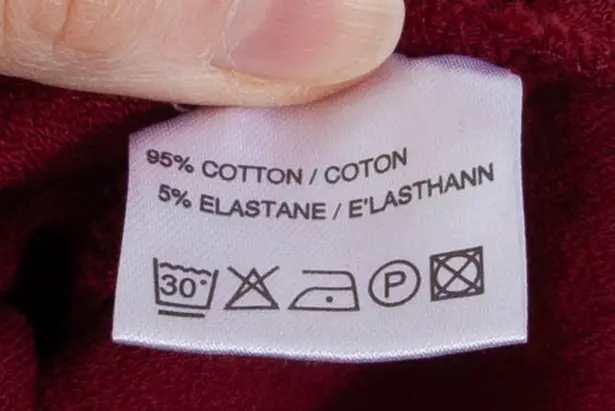 95% COTTON / COTON
5% ELASTANE / E'LASTHANN
30° P